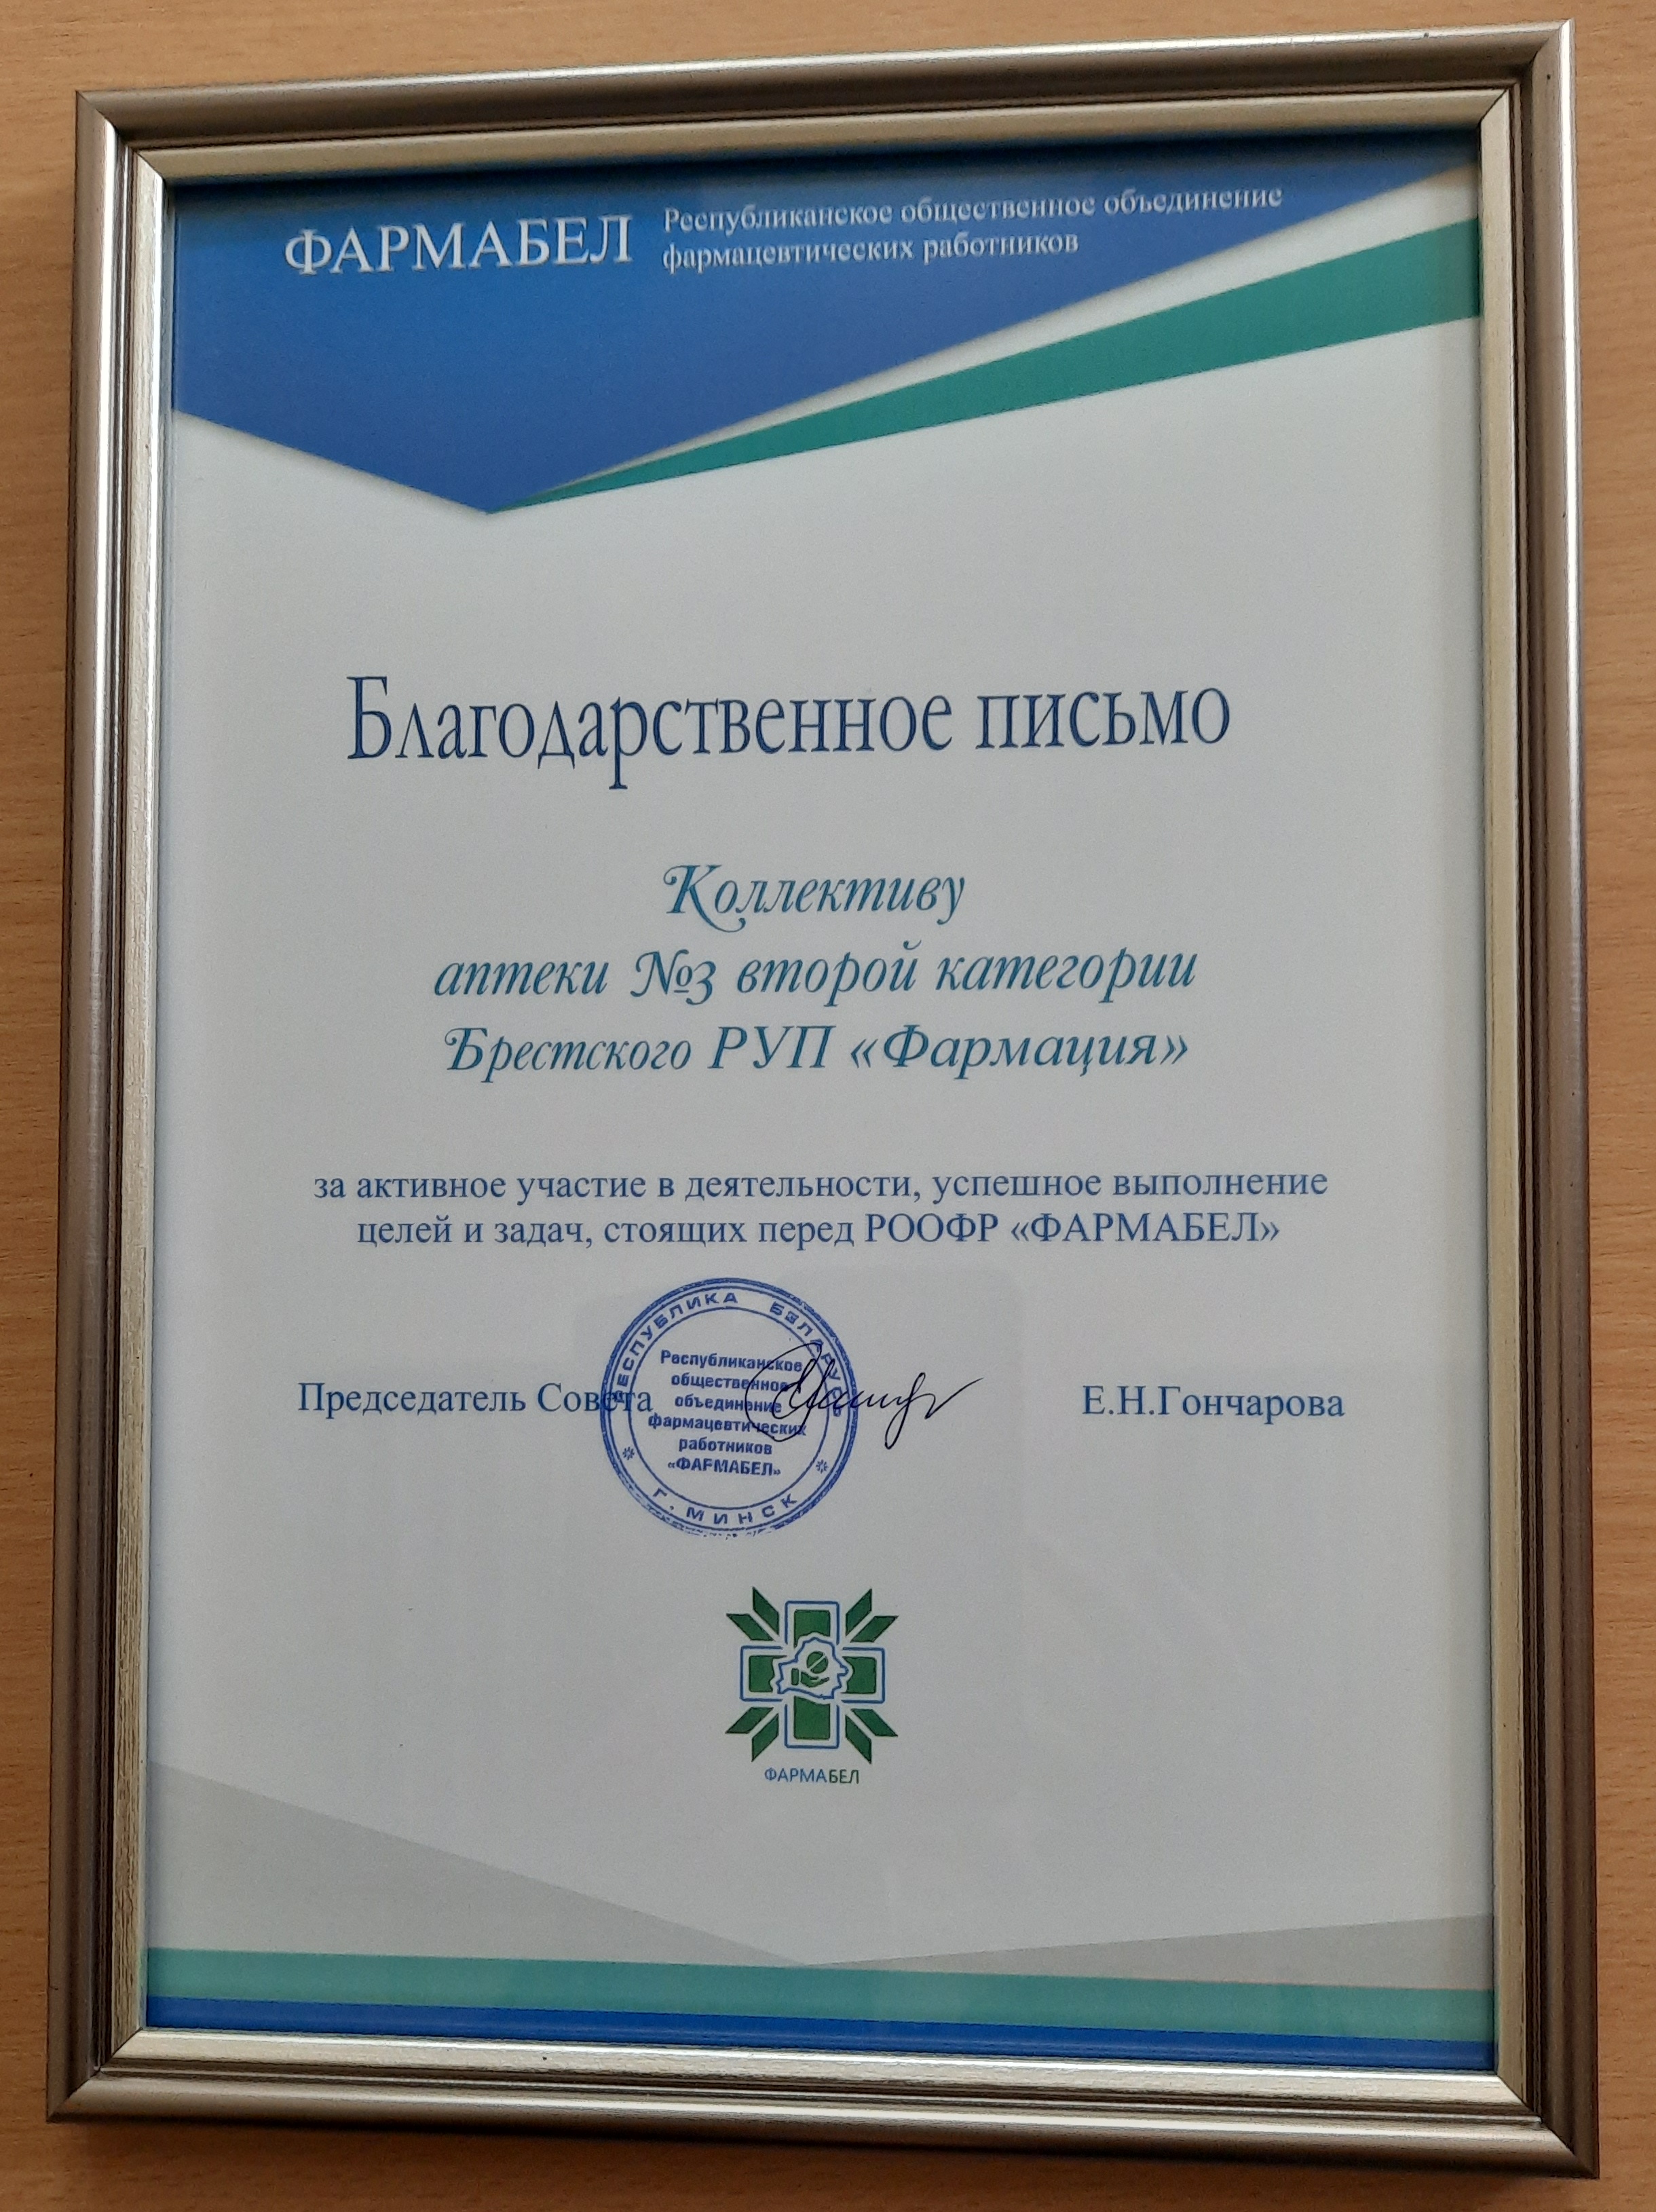 ФАРМАБЕЛ
Республиканское общественное объединение
фармацевтических работников
Благодарственное письмо
Коллективу
аптеки №3 второй категории
Брестского РУП «Фармация»
за активное участие в деятельности, успешное выполнение
целей и задач, стоящих перед РООФР «ФАРМАБЕЛ»
Председатель Совета
Е.Н.Гончарова
РЕСПУБЛИКА БЕЛАРУСЬ
Республиканское
общественное
объединение
фармацевтических
работников
«ФАРМАБЕЛ»
Г. МИНСК
ФАРМАБЕЛ